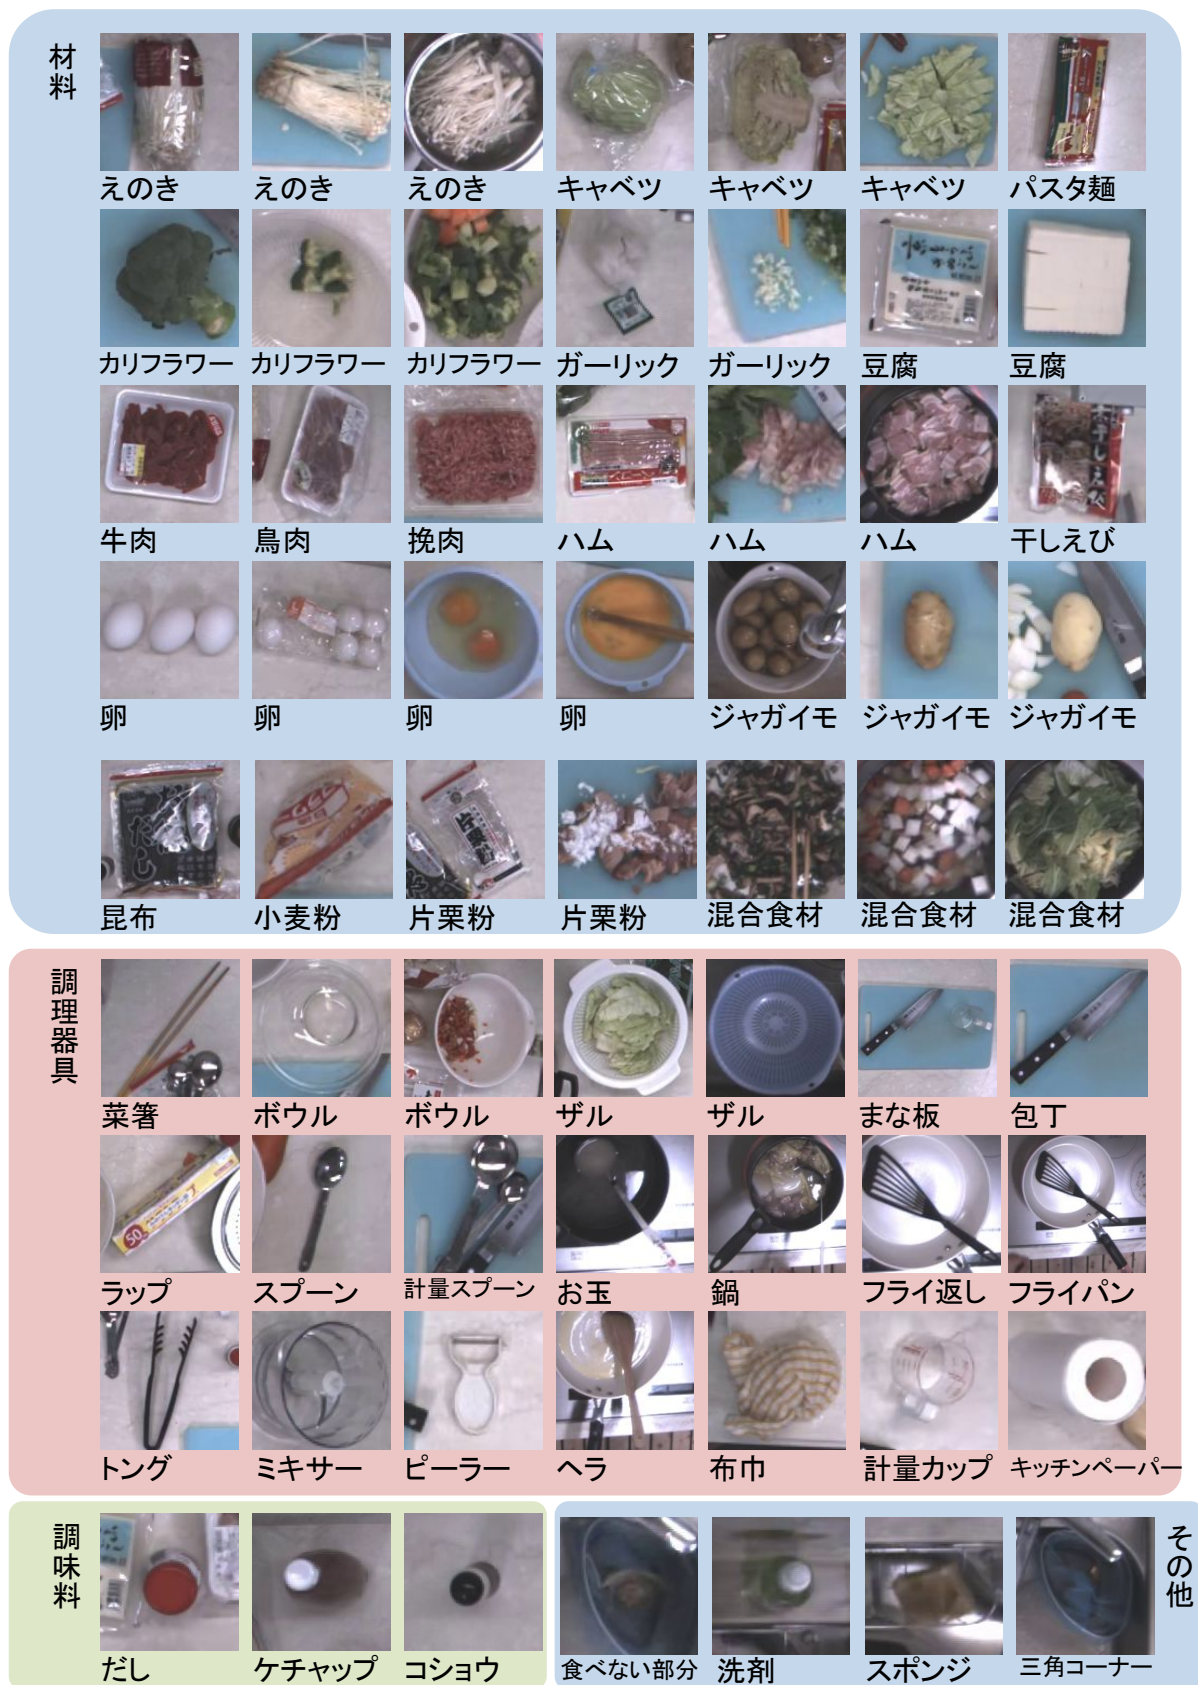 材料
えのき えのき えのき キャベツ キャベツ キャベツ パスタ麺
カリフラワー カリフラワー カリフラワー ガーリック ガーリック 豆腐 豆腐
牛肉 鳥肉 挽肉 ハム ハム ハム 干しえび
卵 卵 卵 卵 ジャガイモ ジャガイモ ジャガイモ
昆布 小麦粉 片栗粉 片栗粉 混合食材 混合食材 混合食材
調理器具
菜箸 ボウル ボウル ザル ザル まな板 包丁
ラップ スプーン 計量スプーン お玉 鍋 フライ返し フライパン
トング ミキサー ピーラー ヘラ 布巾 計量カップ キッチンペーパー
調味料
だし ケチャップ コショウ
その他
食べない部分 洗剤 スポンジ 三角コーナー